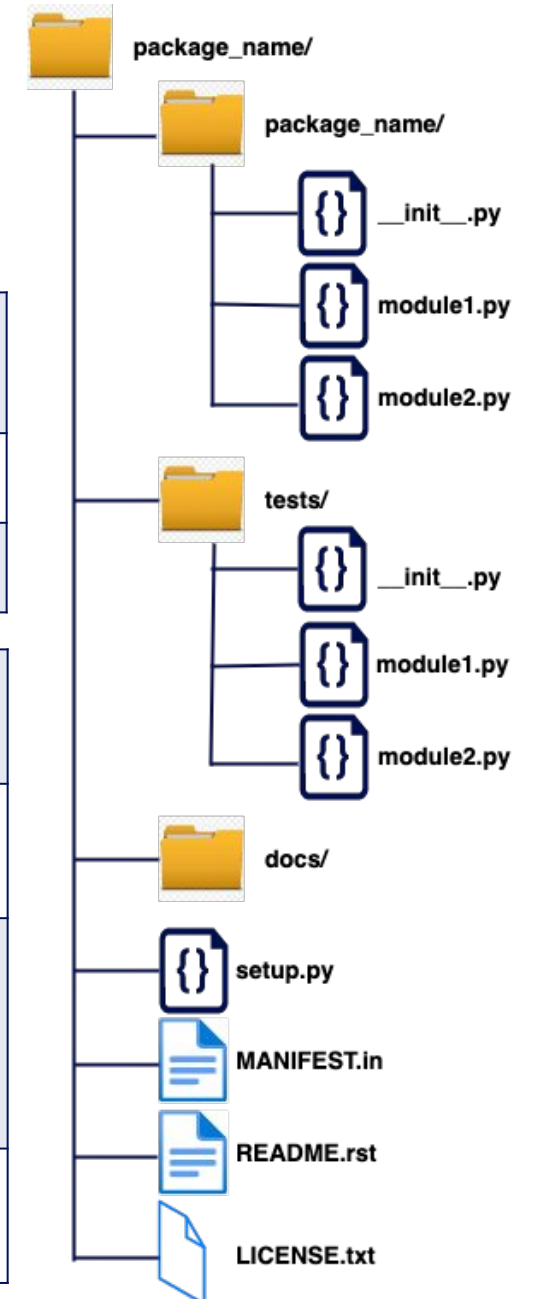 package_name/
package_name/
__init__.py
module1.py
module2.py
tests/
__init__.py
module1.py
module2.py
docs/
setup.py
MANIFEST.in
README.rst
LICENSE.txt